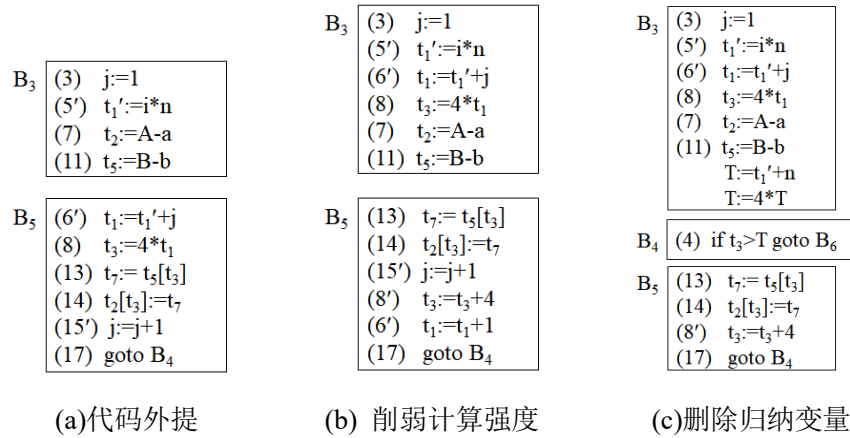 B₃ (3) j:=1
(5′) t₁′:=i*n
(7) t₂:=A-a
(11) t₅:=B-b
B₅ (6′) t₁:=t₁′+j
(8) t₃:=4*t₁
(13) t₇:= t₅[t₃]
(14) t₂[t₃]:=t₇
(15′) j:=j+1
(17) goto B₄
(a)代码外提
B₃ (3) j:=1
(5′) t₁′:=i*n
(6′) t₁:=t₁′+j
(8) t₃:=4*t₁
(7) t₂:=A-a
(11) t₅:=B-b
B₅ (13) t₇:= t₅[t₃]
(14) t₂[t₃]:=t₇
(15′) j:=j+1
(8′) t₃:=t₃+4
(6′) t₁:=t₁+1
(17) goto B₄
(b) 削弱计算强度
B₃ (3) j:=1
(5′) t₁′:=i*n
(6′) t₁:=t₁′+j
(8) t₃:=4*t₁
(7) t₂:=A-a
(11) t₅:=B-b
T:=t₁′+n
T:=4*T
B₄ (4) if t₃>T goto B₆
B₅ (13) t₇:= t₅[t₃]
(14) t₂[t₃]:=t₇
(8′) t₃:=t₃+4
(17) goto B₄
(c)删除归纳变量